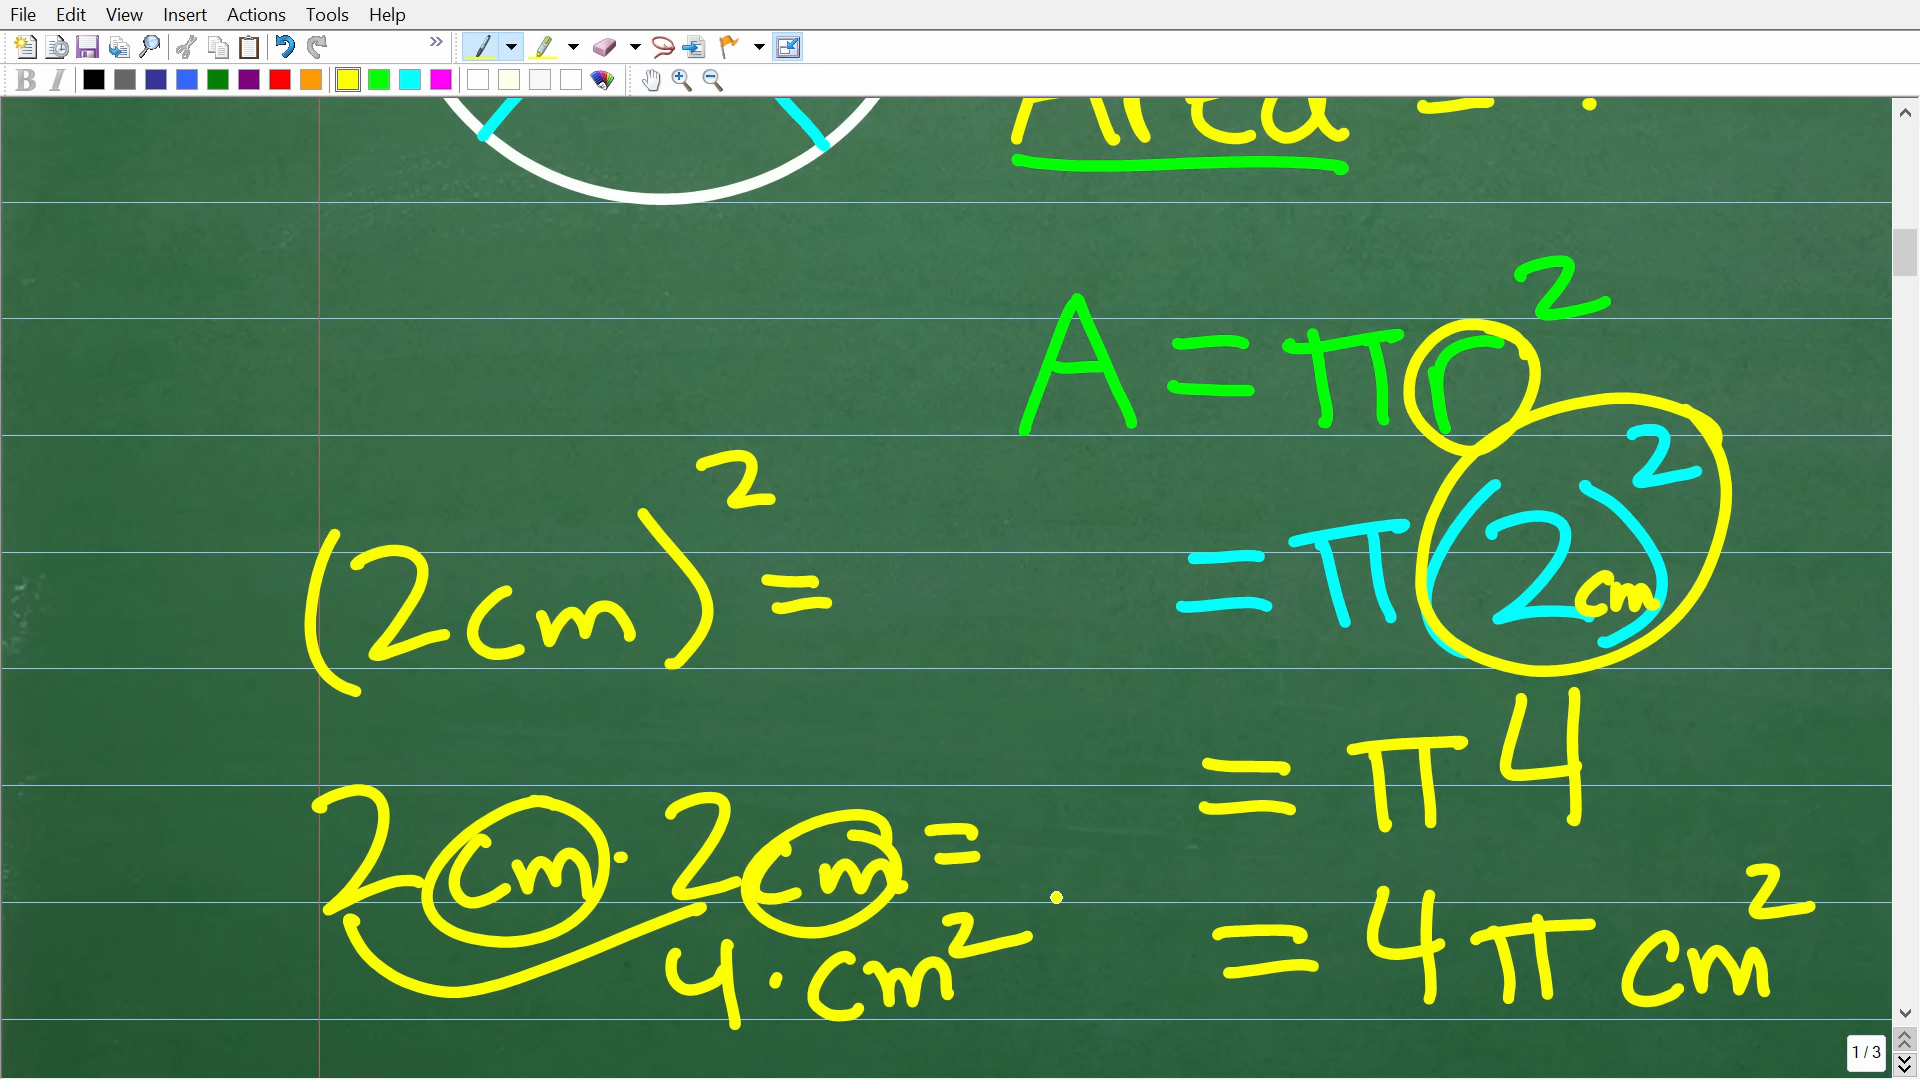 File Edit View Insert Actions Tools Help
B I
Area = ?
A = πr²
(2cm)² =
= π(2cm)²
= π4
2cm · 2cm =
4 · cm²
= 4π cm²
1 / 3